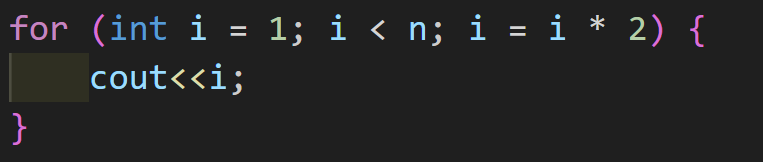 for (int i = 1; i < n; i = i * 2) {
    cout<<i;
}